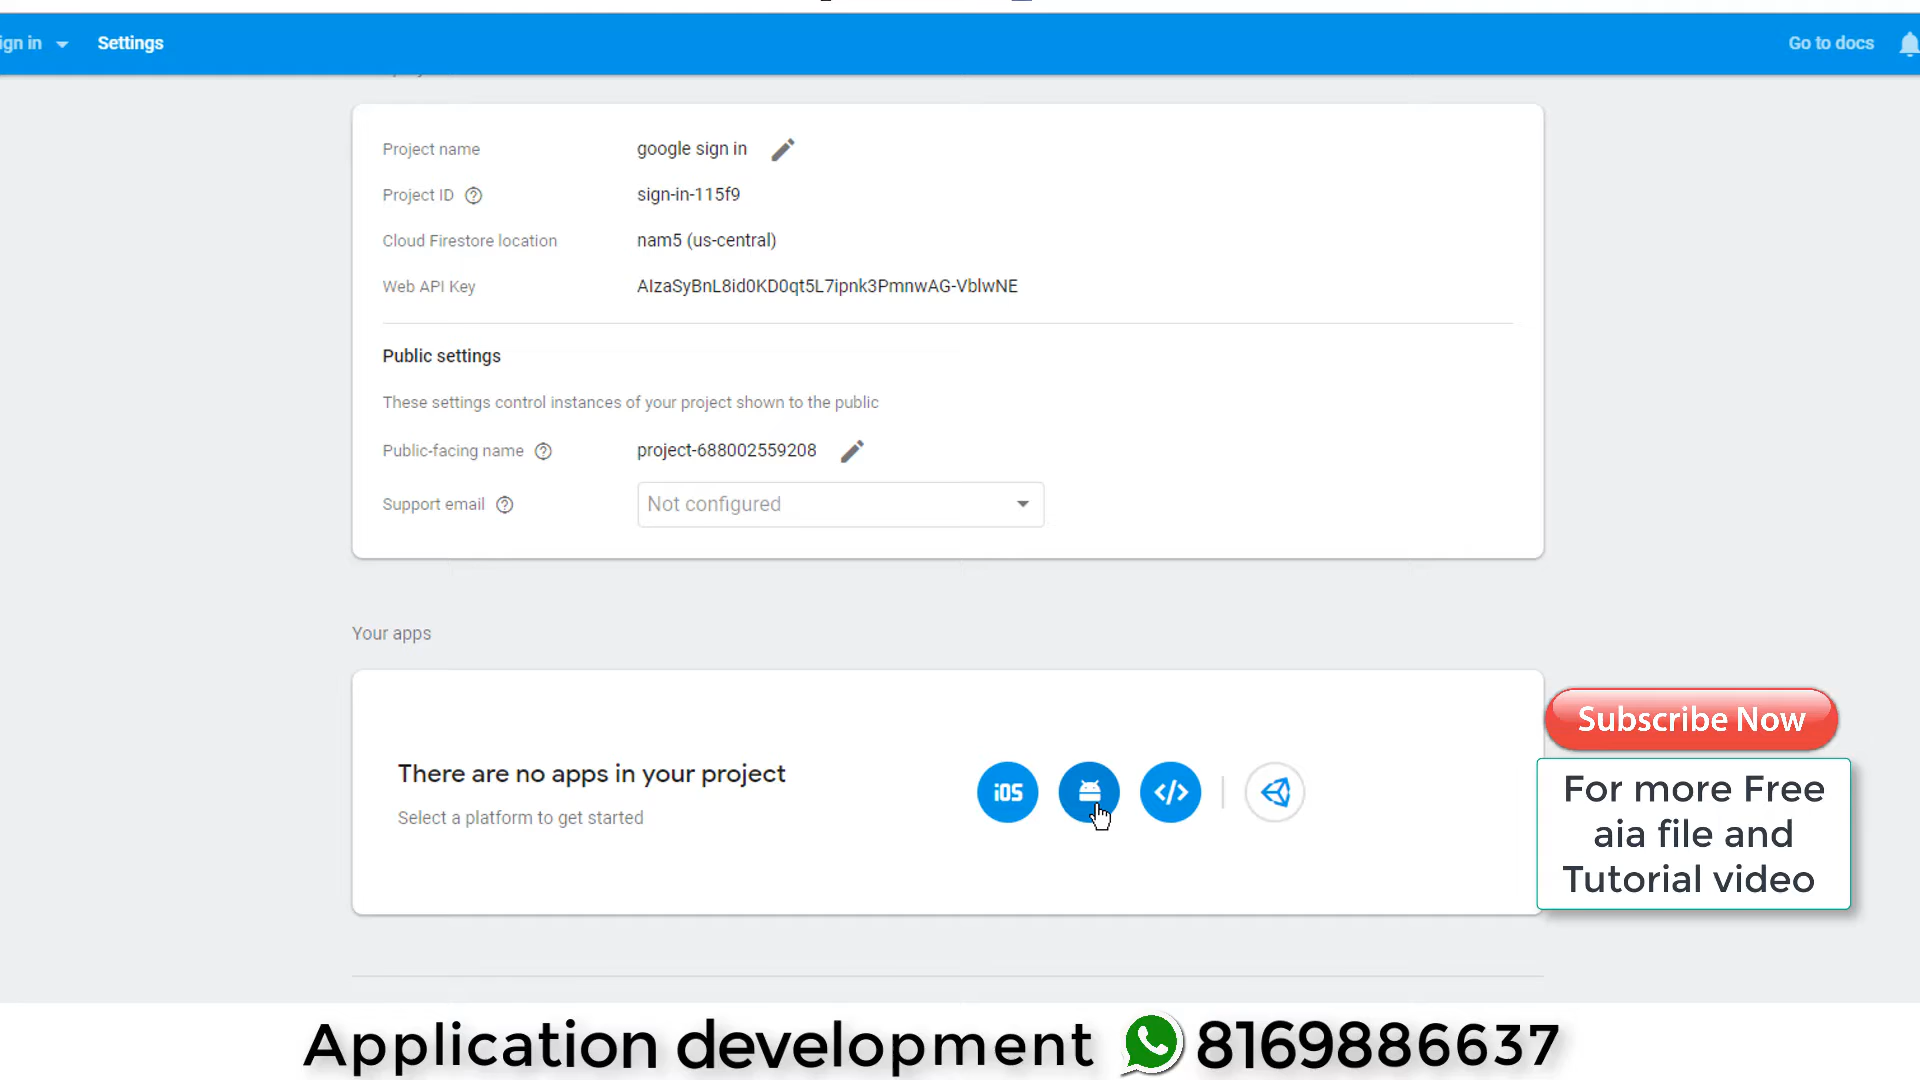 ign in
Settings
Go to docs
Project name
google sign in
Project ID
sign-in-115f9
Cloud Firestore location
nam5 (us-central)
Web API Key
AIzaSyBnL8id0KD0qt5L7ipnk3PmnwAG-VblwNE
Public settings
These settings control instances of your project shown to the public
Public-facing name
project-688002559208
Support email
Not configured
Your apps
There are no apps in your project
Select a platform to get started
iOS
</>
Subscribe Now
For more Free
aia file and
Tutorial video
Application development 8169886637